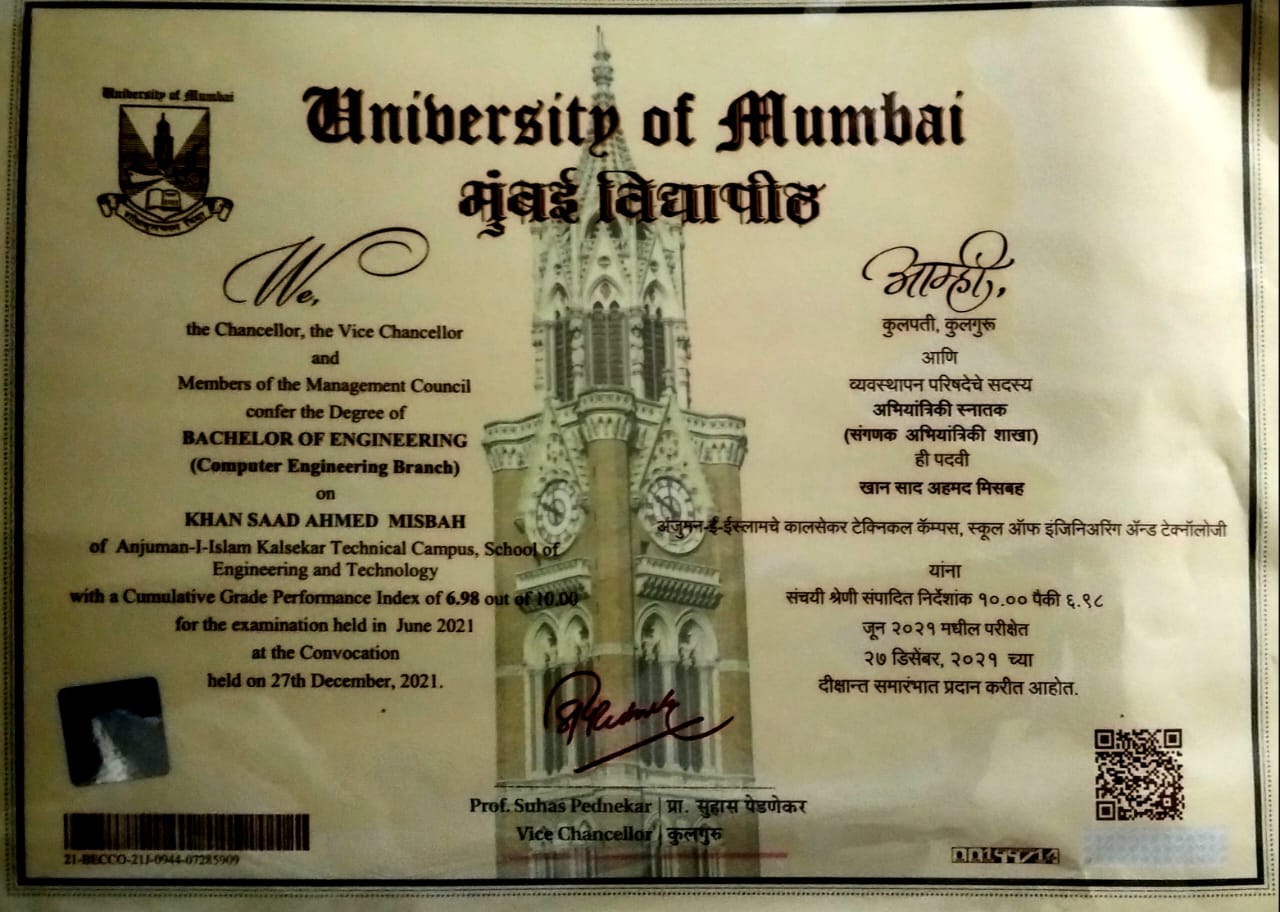 University of Mumbai
University of Mumbai
मुंबई विद्यापीठ
We,
the Chancellor, the Vice Chancellor
and
Members of the Management Council
confer the Degree of
BACHELOR OF ENGINEERING
(Computer Engineering Branch)
on
KHAN SAAD AHMED MISBAH
of Anjuman-I-Islam Kalsekar Technical Campus, School of
Engineering and Technology
with a Cumulative Grade Performance Index of 6.98 out of 10.00
for the examination held in June 2021
at the Convocation
held on 27th December, 2021.
आम्ही,
कुलपती, कुलगुरू
आणि
व्यवस्थापन परिषदेचे सदस्य
अभियांत्रिकी स्नातक
(संगणक अभियांत्रिकी शाखा)
ही पदवी
खान साद अहमद मिसबह
अंजुमन-ई-ईस्लामचे कालसेकर टेक्निकल कॅम्पस, स्कूल ऑफ इंजिनिअरिंग ॲन्ड टेक्नॉलोजी
यांना
संचयी श्रेणी संपादित निर्देशांक १०.०० पैकी ६.९८
जून २०२१ मधील परीक्षेत
२७ डिसेंबर, २०२१ च्या
दीक्षान्त समारंभात प्रदान करीत आहोत.
Prof. Suhas Pednekar | प्रा. सुहास पेडणेकर
Vice Chancellor | कुलगुरू
21-BECCO-21J-0944-07285909